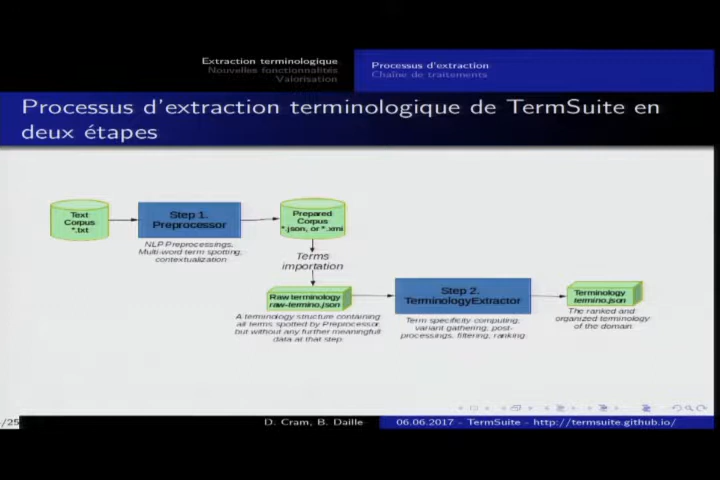 Extraction terminologique
Nouvelles fonctionnalités
Valorisation
Processus d'extraction
Chaîne de traitements
Processus d'extraction terminologique de TermSuite en
deux étapes
Text
Corpus
*.txt
Step 1.
Preprocessor
NLP Preprocessings,
Multi-word term spotting,
contextualization
Prepared
Corpus
*.json, or *.xmi
Terms
importation
Raw terminology
raw-termino.json
A terminology structure containing
all terms spotted by Preprocessor
but without any further meaningfull
data at that step.
Step 2.
TerminologyExtractor
Term specificity computing,
variant gathering, post-
processings, filtering, ranking.
Terminology
termino.json
The ranked and
organized terminology
of the domain.
/25
D. Cram, B. Daille
06.06.2017 - TermSuite - http://termsuite.github.io/